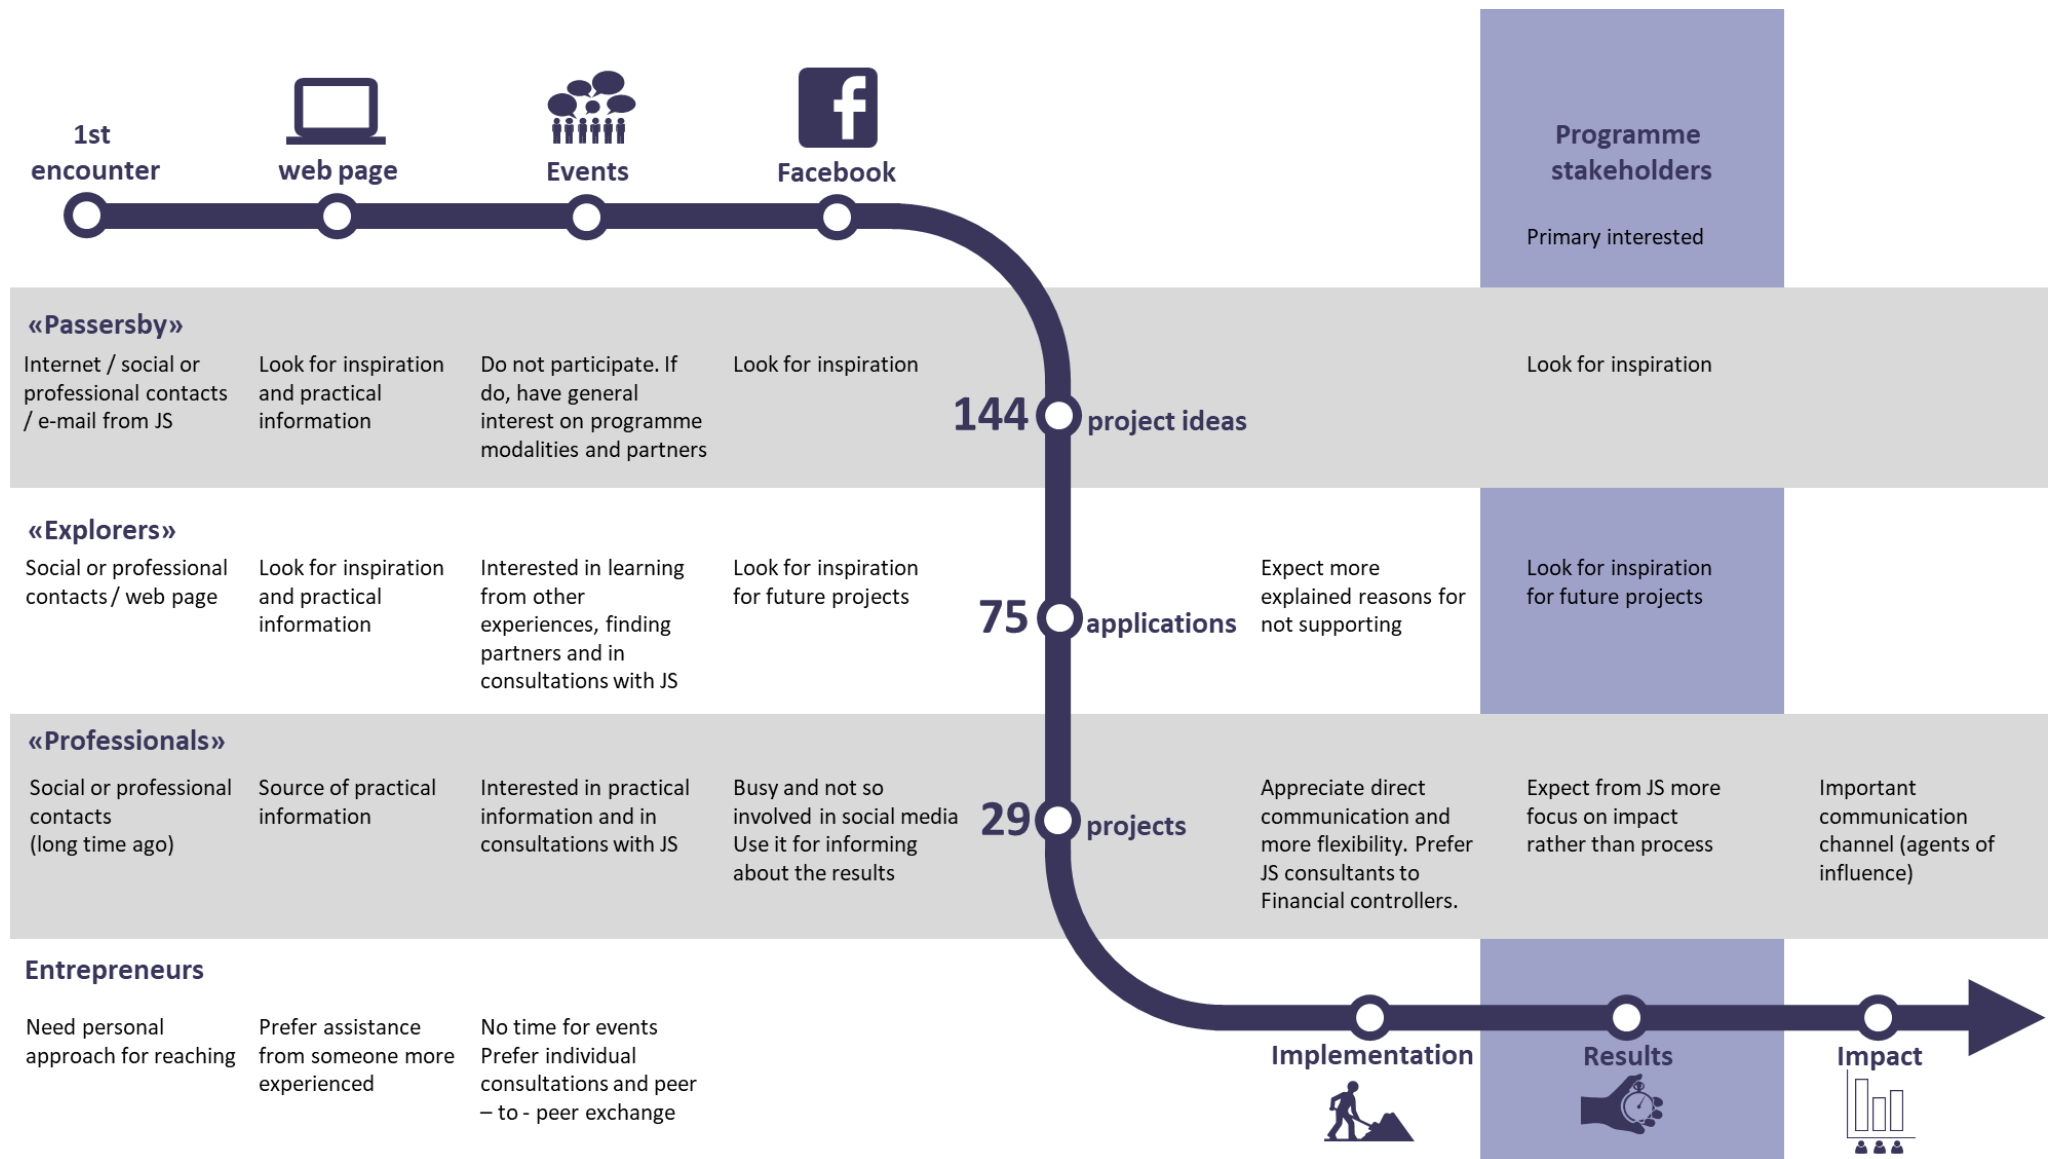 1st
encounter
web page
Events
Facebook
Programme
stakeholders
Primary interested
«Passersby»
Internet / social or
professional contacts
/ e-mail from JS
Look for inspiration
and practical
information
Do not participate. If
do, have general
interest on programme
modalities and partners
Look for inspiration
144 project ideas
Look for inspiration
«Explorers»
Social or professional
contacts / web page
Look for inspiration
and practical
information
Interested in learning
from other
experiences, finding
partners and in
consultations with JS
Look for inspiration
for future projects
75 applications
Expect more
explained reasons for
not supporting
Look for inspiration
for future projects
«Professionals»
Social or professional
contacts
(long time ago)
Source of practical
information
Interested in practical
information and in
consultations with JS
Busy and not so
involved in social media
Use it for informing
about the results
29 projects
Appreciate direct
communication and
more flexibility. Prefer
JS consultants to
Financial controllers.
Expect from JS more
focus on impact
rather than process
Important
communication
channel (agents of
influence)
Entrepreneurs
Need personal
approach for reaching
Prefer assistance
from someone more
experienced
No time for events
Prefer individual
consultations and peer
– to - peer exchange
Implementation
Results
Impact